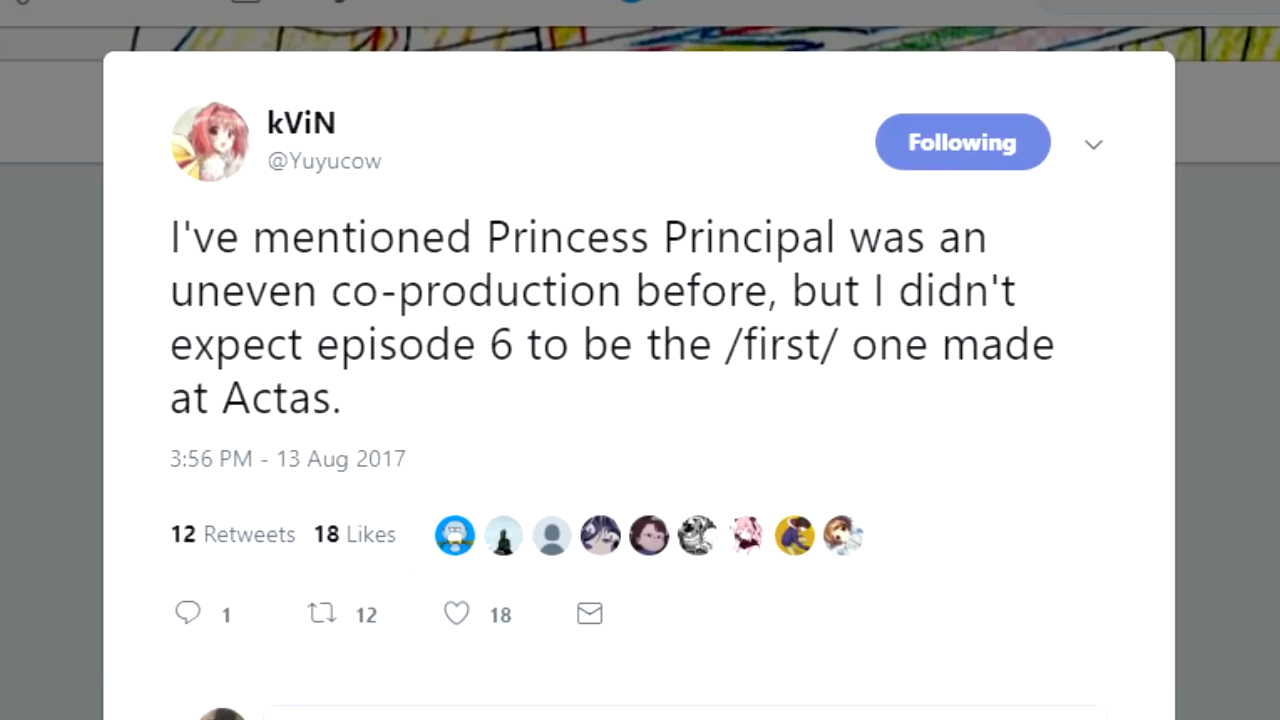 kViN
@Yuyucow
Following
I've mentioned Princess Principal was an
uneven co-production before, but I didn't
expect episode 6 to be the /first/ one made
at Actas.
3:56 PM - 13 Aug 2017
12 Retweets 18 Likes
1 12 18